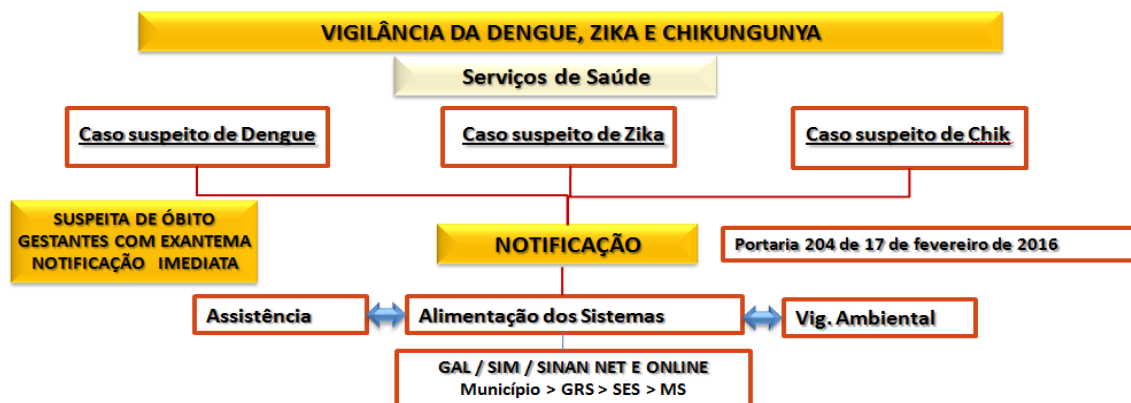 VIGILÂNCIA DA DENGUE, ZIKA E CHIKUNGUNYA
Serviços de Saúde
Caso suspeito de Dengue
Caso suspeito de Zika
Caso suspeito de Chik
SUSPEITA DE ÓBITO
GESTANTES COM EXANTEMA
NOTIFICAÇÃO IMEDIATA
NOTIFICAÇÃO
Portaria 204 de 17 de fevereiro de 2016
Assistência
Alimentação dos Sistemas
Vig. Ambiental
GAL / SIM / SINAN NET E ONLINE
Município > GRS > SES > MS